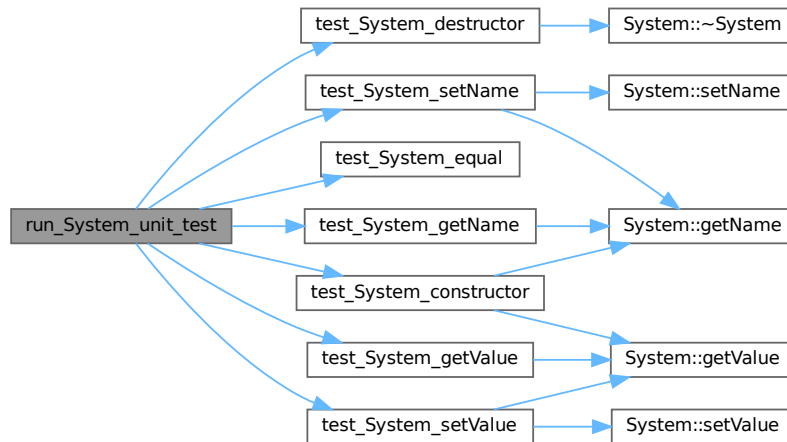 test_System_destructor
System::~System
test_System_setName
System::setName
test_System_equal
run_System_unit_test
test_System_getName
System::getName
test_System_constructor
test_System_getValue
System::getValue
test_System_setValue
System::setValue